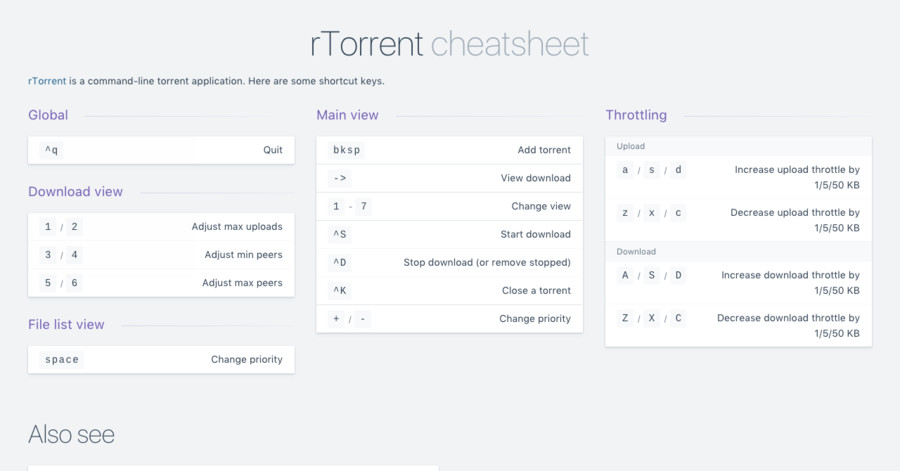 rTorrent cheatsheet
rTorrent is a command-line torrent application. Here are some shortcut keys.
Global
^q Quit
Download view
1 / 2 Adjust max uploads
3 / 4 Adjust min peers
5 / 6 Adjust max peers
File list view
space Change priority
Main view
bksp Add torrent
-> View download
1 - 7 Change view
^S Start download
^D Stop download (or remove stopped)
^K Close a torrent
+ / - Change priority
Throttling
Upload
a / s / d Increase upload throttle by
1/5/50 KB
z / x / c Decrease upload throttle by
1/5/50 KB
Download
A / S / D Increase download throttle by
1/5/50 KB
Z / X / C Decrease download throttle by
1/5/50 KB
Also see